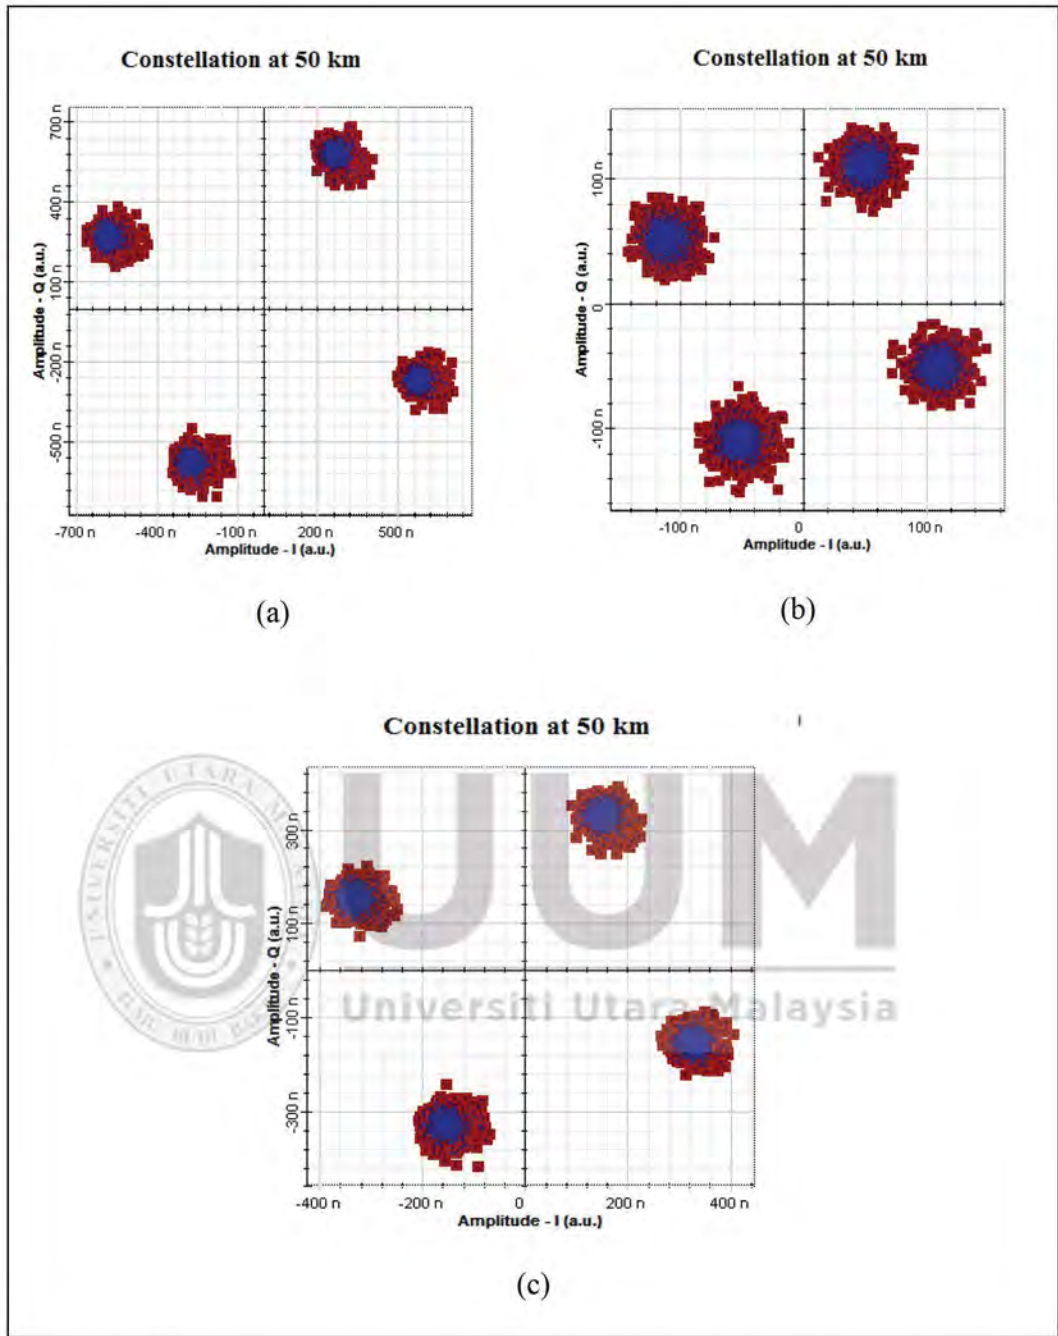 Constellation at 50 km
700 n
400 n
100 n
-200 n
-500 n
Amplitude - Q (a.u.)
-700 n -400 n -100 n 200 n 500 n
Amplitude - I (a.u.)
(a)
Constellation at 50 km
100 n
0
-100 n
Amplitude - Q (a.u.)
-100 n 0 100 n
Amplitude - I (a.u.)
(b)
Constellation at 50 km
300 n
100 n
-100 n
-300 n
Amplitude - Q (a.u.)
-400 n -200 n 0 200 n 400 n
Amplitude - I (a.u.)
(c)
UUM
Universiti Utara Malaysia
UNIVERSITI UTARA